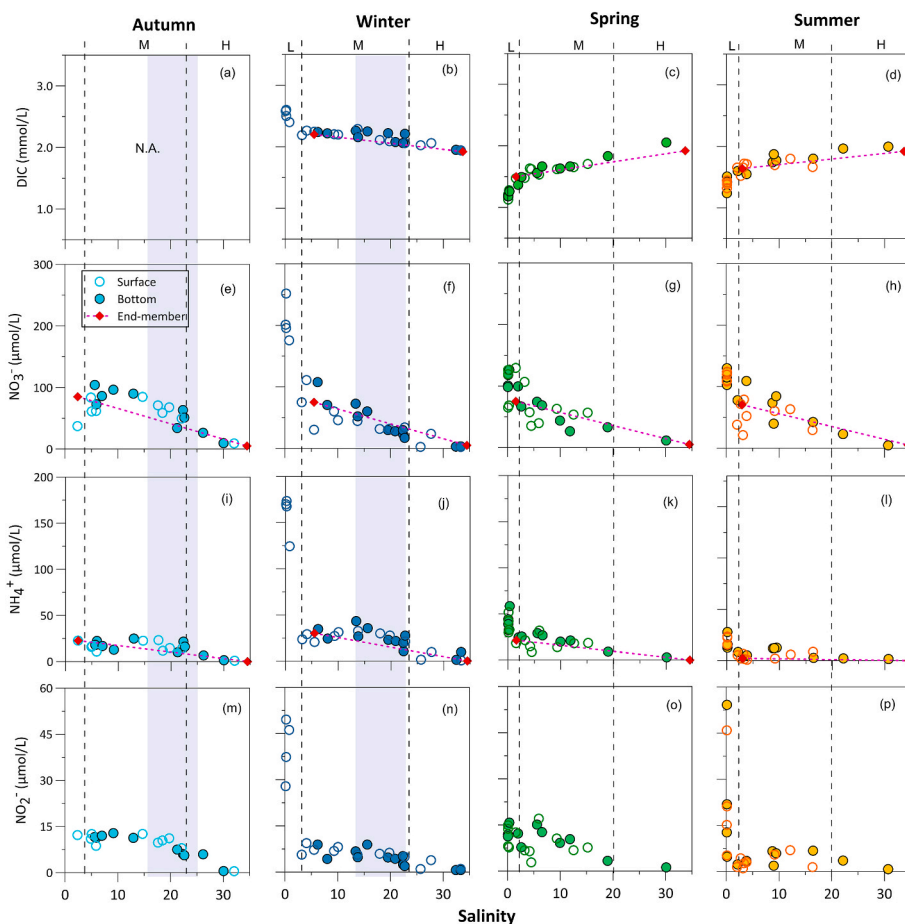 Autumn Winter Spring Summer
L M H L M H L M H L M H
(a) (b) (c) (d)
DIC (mmol/L)
3.0
2.0
1.0
N.A.
(e) (f) (g) (h)
NO₃⁻ (μmol/L)
300
200
100
0
Surface
Bottom
End-member
(i) (j) (k) (l)
NH₄⁺ (μmol/L)
200
150
100
50
0
(m) (n) (o) (p)
NO₂⁻ (μmol/L)
60
45
30
15
0
0 10 20 30 0 10 20 30 0 10 20 30 0 10 20 30
Salinity